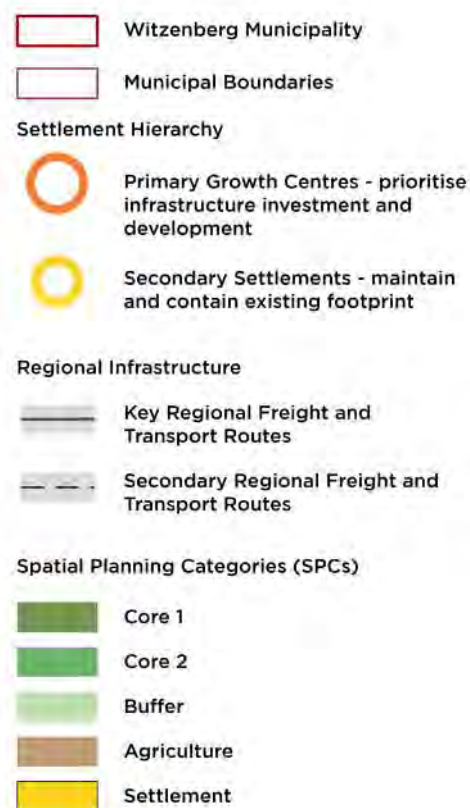 Witzenberg Municipality
Municipal Boundaries
Settlement Hierarchy
Primary Growth Centres - prioritise
infrastructure investment and
development
Secondary Settlements - maintain
and contain existing footprint
Regional Infrastructure
Key Regional Freight and
Transport Routes
Secondary Regional Freight and
Transport Routes
Spatial Planning Categories (SPCs)
Core 1
Core 2
Buffer
Agriculture
Settlement